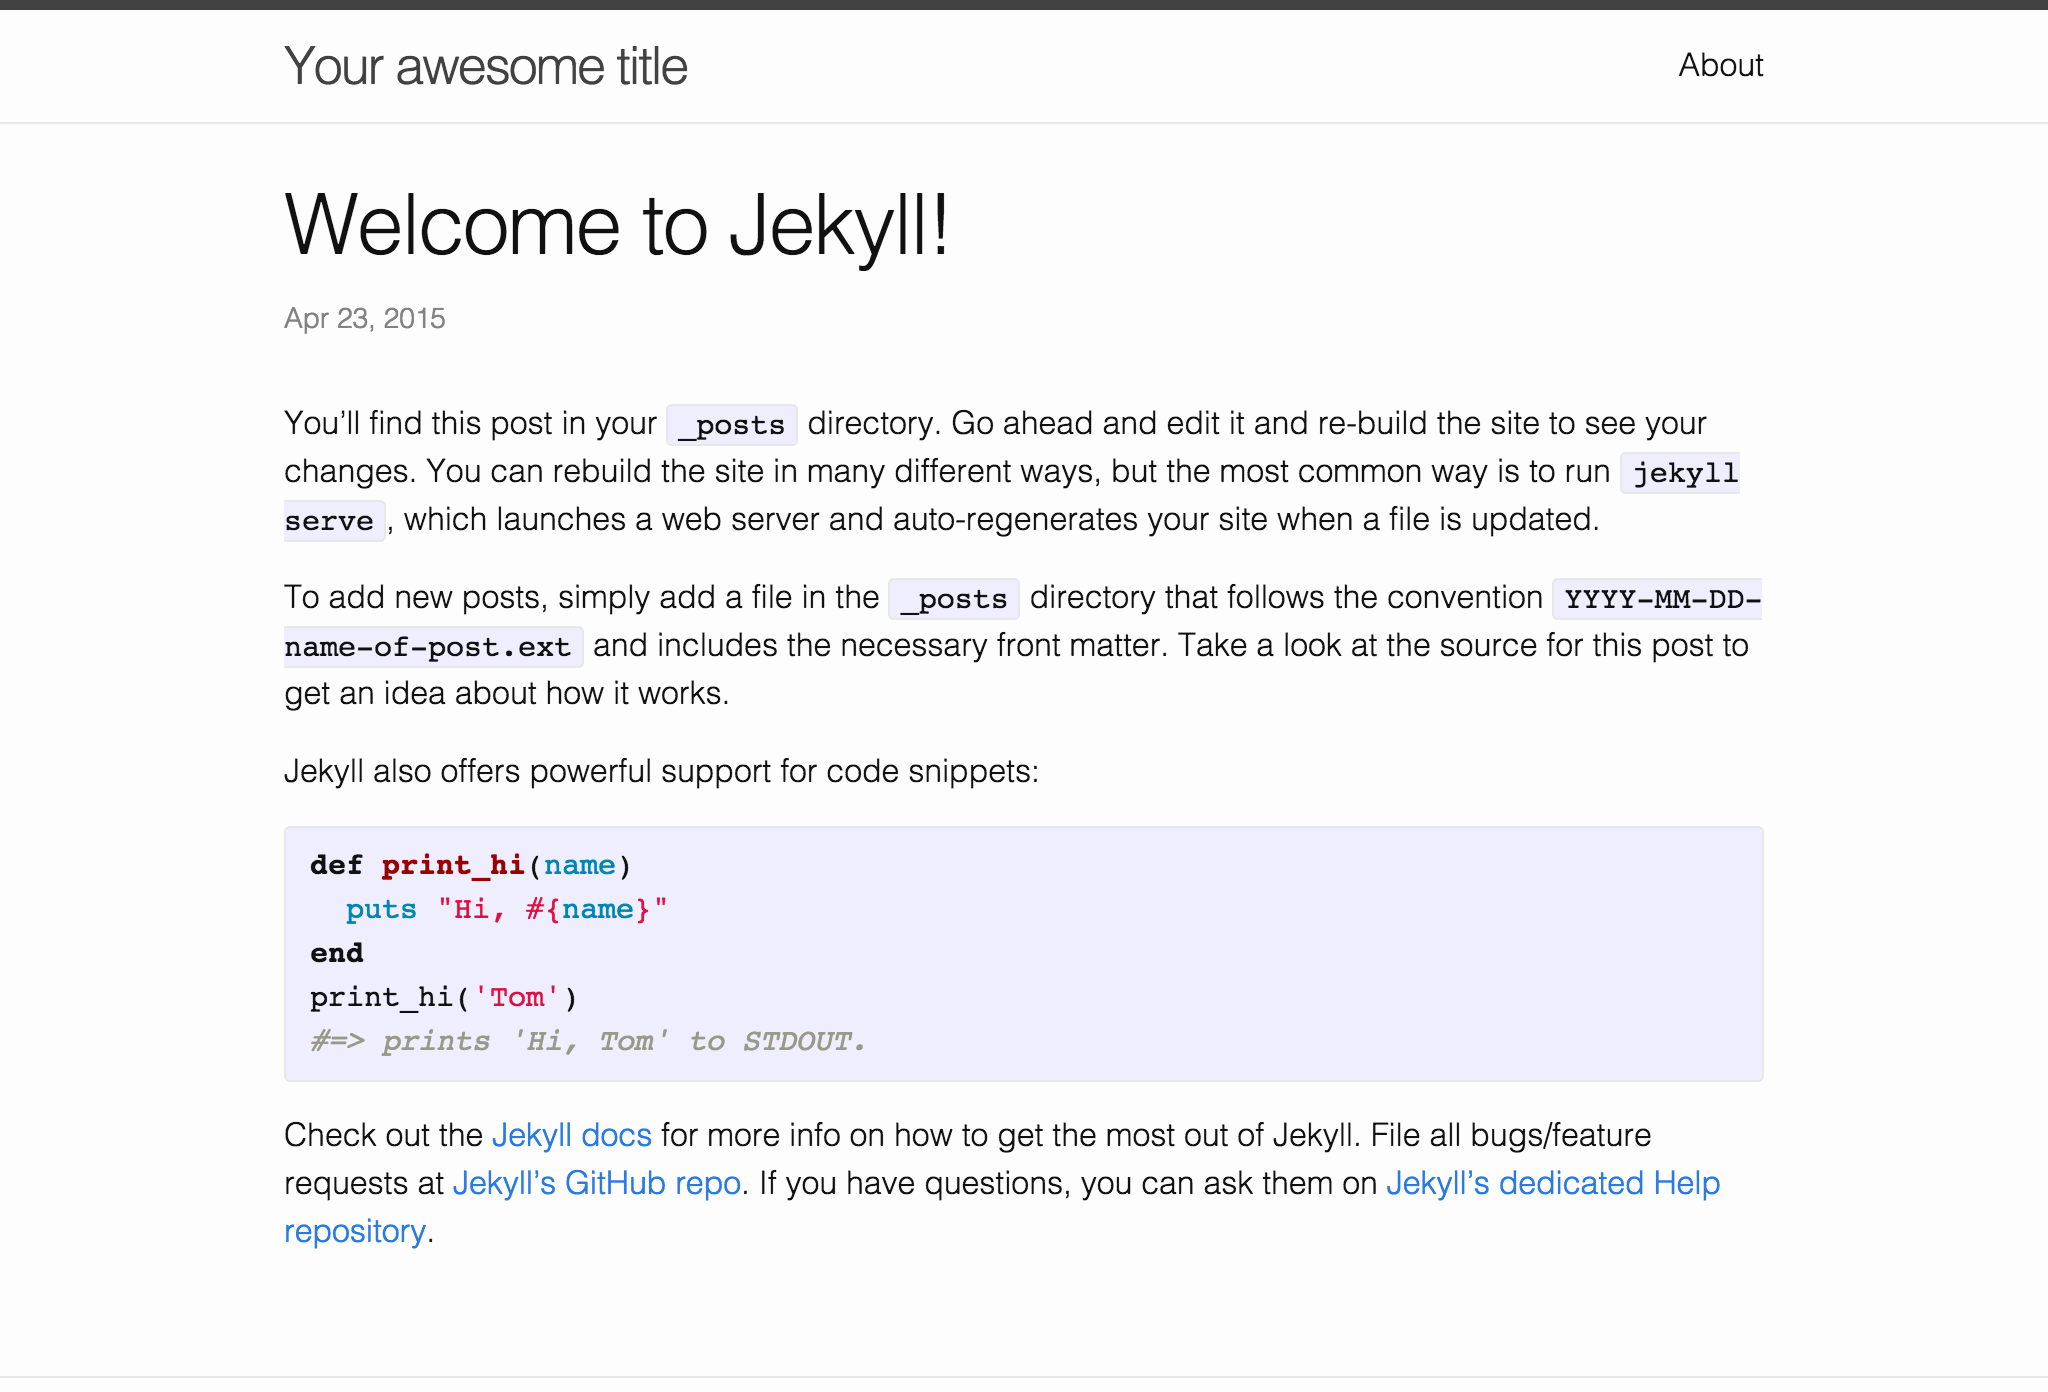 Your awesome title
About
Welcome to Jekyll!
Apr 23, 2015
You’ll find this post in your _posts directory. Go ahead and edit it and re-build the site to see your
changes. You can rebuild the site in many different ways, but the most common way is to run jekyll
serve , which launches a web server and auto-regenerates your site when a file is updated.
To add new posts, simply add a file in the _posts directory that follows the convention YYYY-MM-DD-
name-of-post.ext and includes the necessary front matter. Take a look at the source for this post to
get an idea about how it works.
Jekyll also offers powerful support for code snippets:
def print_hi(name)
  puts "Hi, #{name}"
end
print_hi('Tom')
#=> prints 'Hi, Tom' to STDOUT.
Check out the Jekyll docs for more info on how to get the most out of Jekyll. File all bugs/feature
requests at Jekyll’s GitHub repo. If you have questions, you can ask them on Jekyll’s dedicated Help
repository.